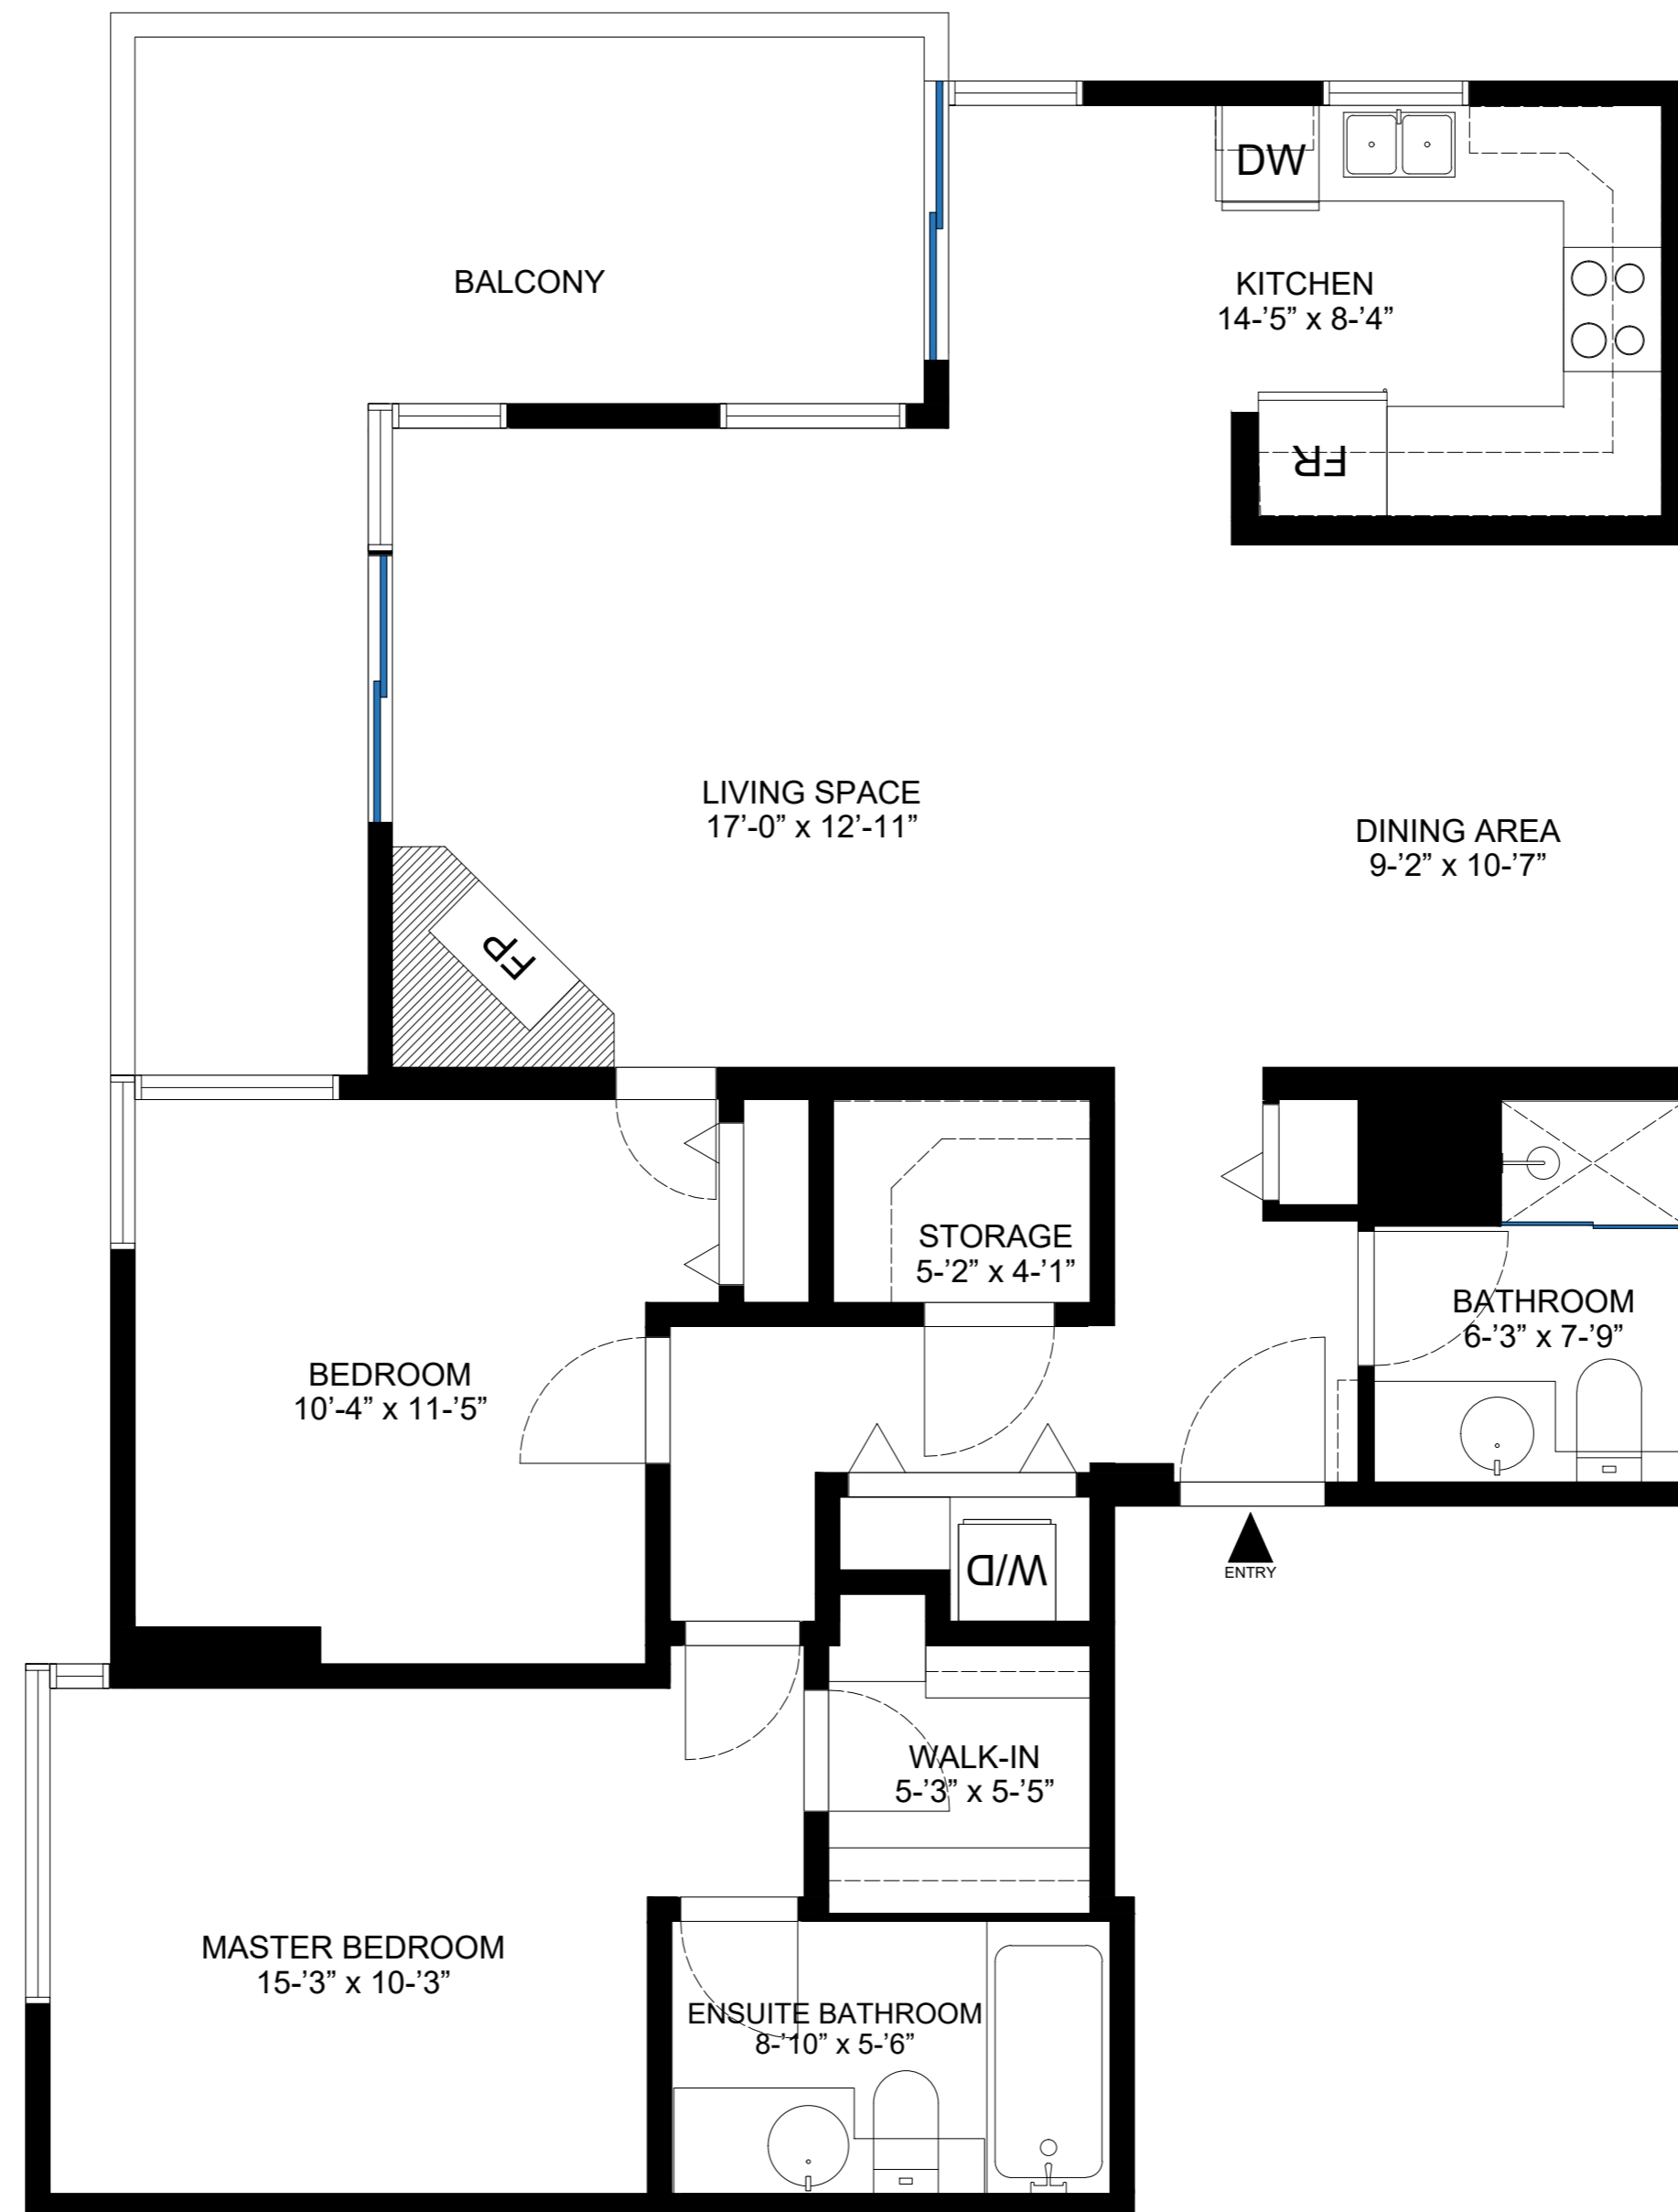 BALCONY
DW
KITCHEN
14-’5” x 8-’4”
FR
LIVING SPACE
17’-0” x 12’-11”
DINING AREA
9-’2” x 10-’7”
FP
STORAGE
5-’2” x 4-’1”
BATHROOM
6-’3” x 7-’9”
BEDROOM
10’-4” x 11-’5”
W/D
ENTRY
WALK-IN
5-’3” x 5-’5”
MASTER BEDROOM
15-’3” x 10-’3”
ENSUITE BATHROOM
8-’10” x 5-’6”